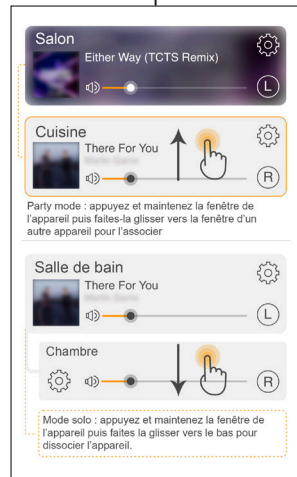 Salon
Either Way (TCTS Remix)
L
Cuisine
There For You
R
Party mode : appuyez et maintenez la fenêtre de
l'appareil puis faites-la glisser vers la fenêtre d'un
autre appareil pour l'associer
Salle de bain
There For You
L
Chambre
R
Mode solo : appuyez et maintenez la fenêtre de
l'appareil puis faites la glisser vers le bas pour
dissocier l'appareil.